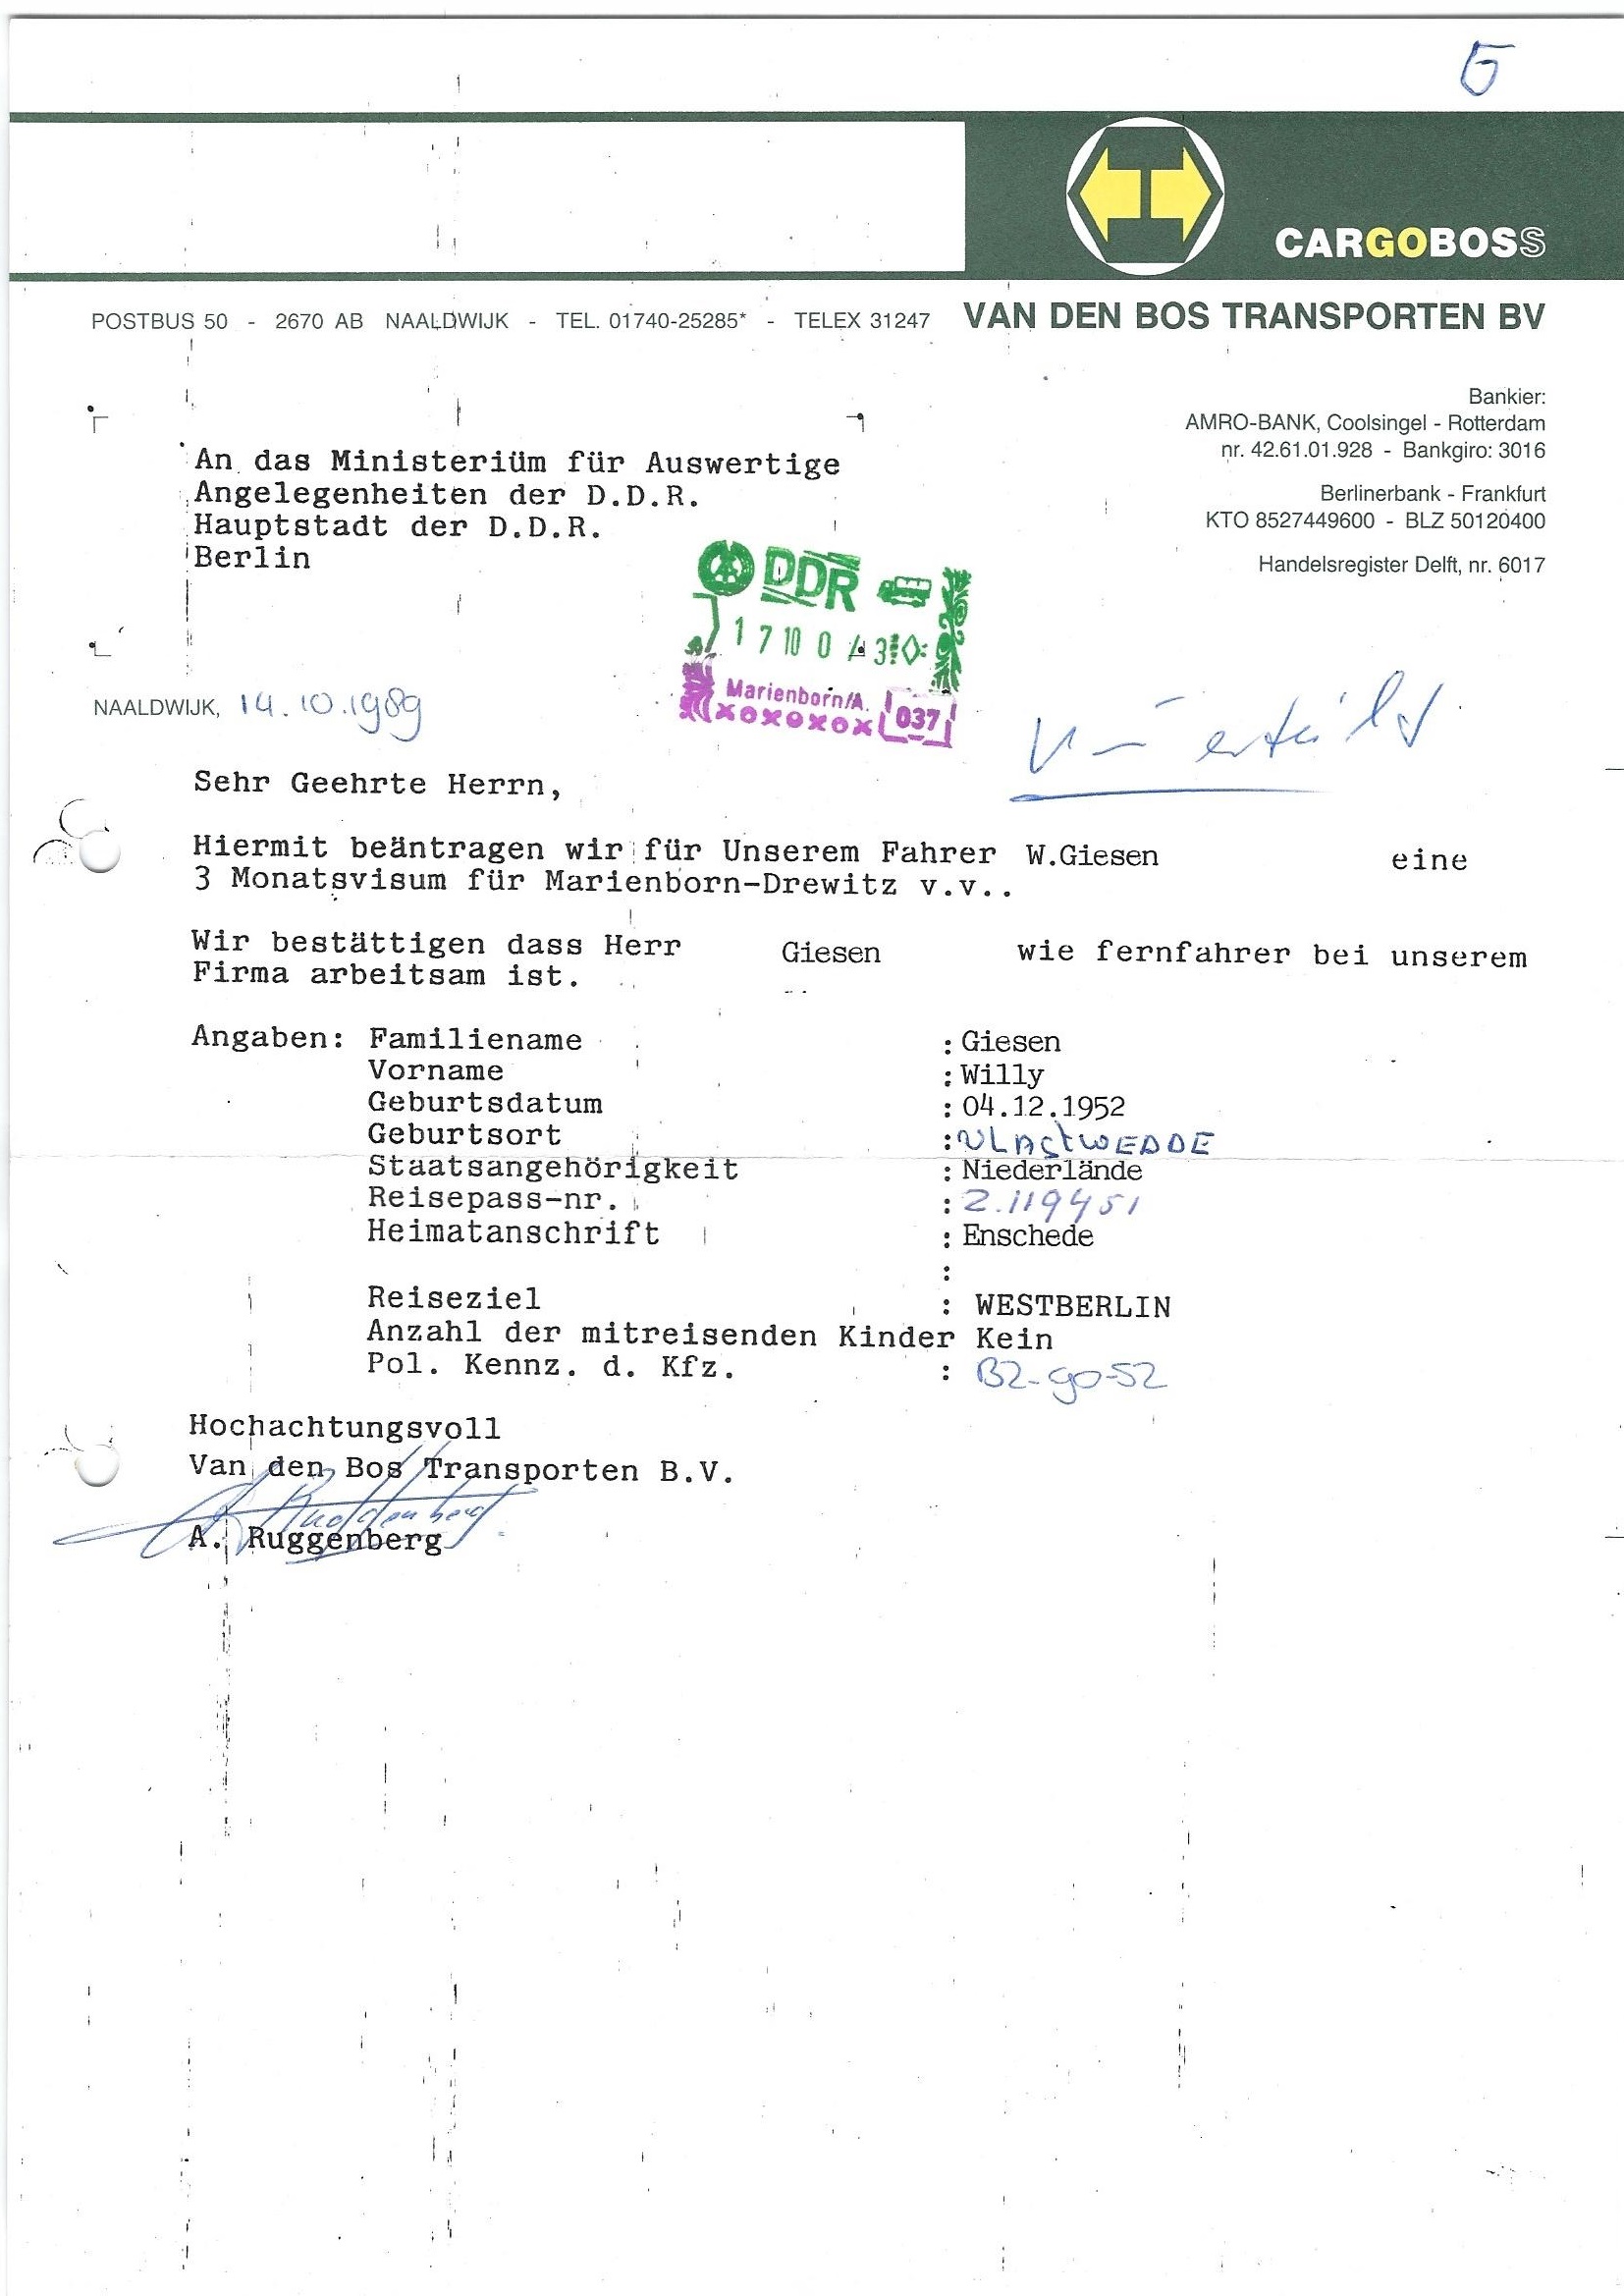 CARGOBOSS
POSTBUS 50 - 2670 AB NAALDWIJK - TEL. 01740-25285* - TELEX 31247 VAN DEN BOS TRANSPORTEN BV
Bankier:
AMRO-BANK, Coolsingel - Rotterdam
nr. 42.61.01.928 - Bankgiro: 3016
Berlinerbank - Frankfurt
KTO 8527449600 - BLZ 50120400
Handelsregister Delft, nr. 6017
An das Ministeriüm für Auswertige
Angelegenheiten der D.D.R.
Hauptstadt der D.D.R.
Berlin
DDR
17 10 0
Marienborn/A.
037
NAALDWIJK, 14.10.1989
erteilt
Sehr Geehrte Herrn,
Hiermit beäntragen wir für Unserem Fahrer W.Giesen eine
3 Monatsvisum für Marienborn-Drewitz v.v..
Wir bestättigen dass Herr Giesen wie fernfahrer bei unserem
Firma arbeitsam ist.
Angaben: Familiename : Giesen
Vorname : Willy
Geburtsdatum : 04.12.1952
Geburtsort : VLAGTWEDDE
Staatsangehörigkeit : Niederlände
Reisepass-nr. : Z.119451
Heimatanschrift : Enschede
:
Reiseziel : WESTBERLIN
Anzahl der mitreisenden Kinder Kein
Pol. Kennz. d. Kfz. : BZ-90-52
Hochachtungsvoll
Van den Bos Transporten B.V.
A. Ruggenberg